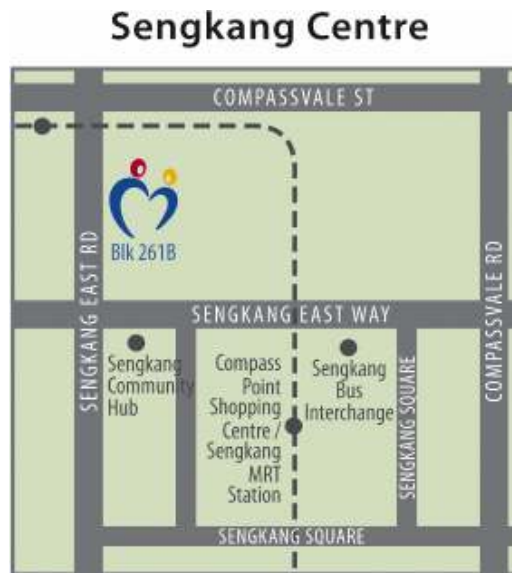 Sengkang Centre
COMPASSVALE ST
Blk 261B
SENGKANG EAST RD
COMPASSVALE RD
SENGKANG EAST WAY
Sengkang
Community
Hub
Compass
Point
Shopping
Centre /
Sengkang
MRT
Station
Sengkang
Bus
Interchange
SENGKANG SQUARE
SENGKANG SQUARE